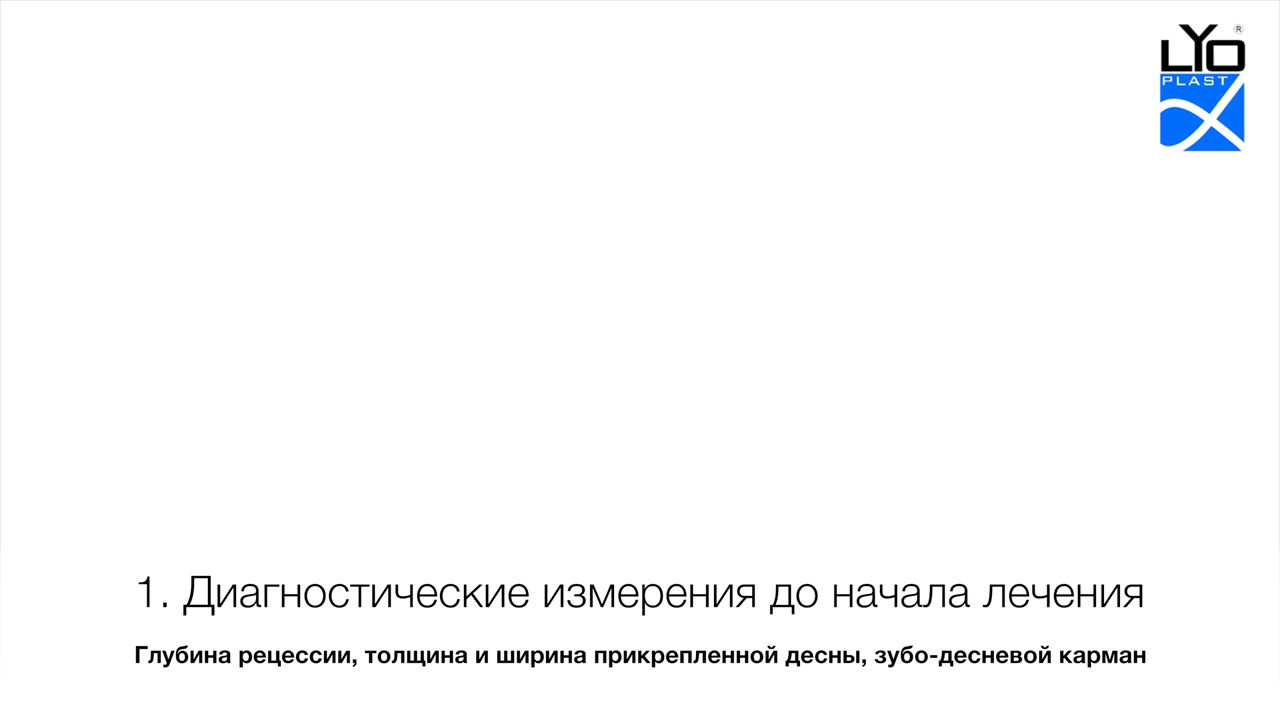 LYO ®
PLAST
1. Диагностические измерения до начала лечения
Глубина рецессии, толщина и ширина прикрепленной десны, зубо-десневой карман